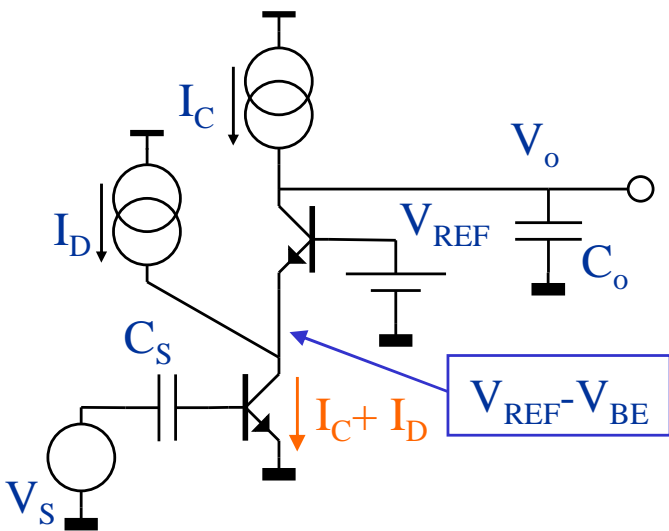 I_C
V_o
I_D
V_REF
C_o
C_S
I_C + I_D
V_REF-V_BE
V_S